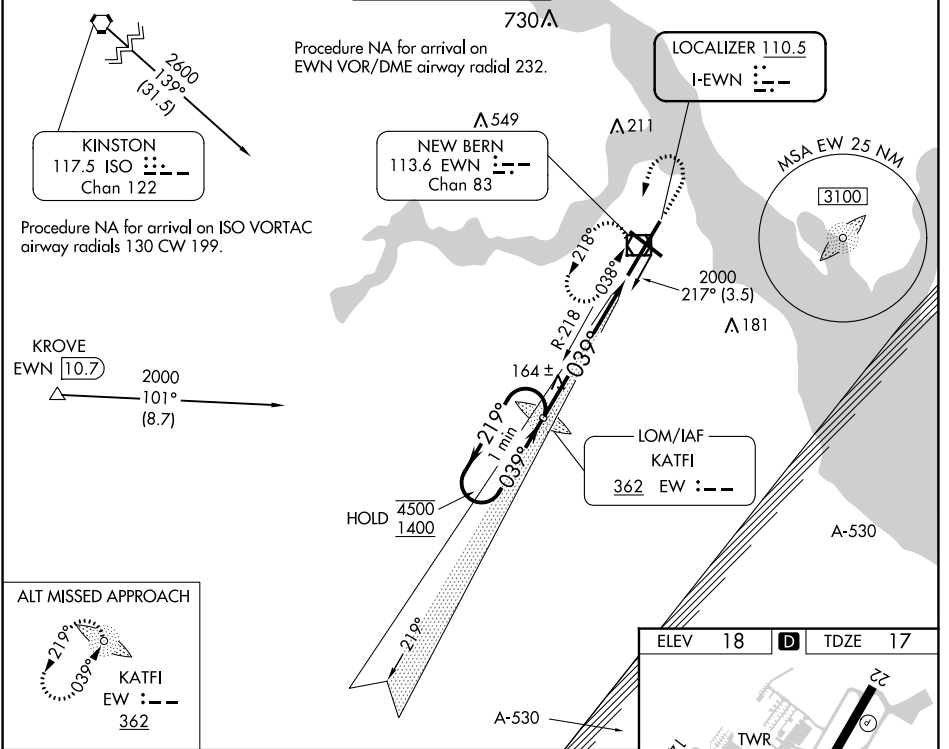 730
Procedure NA for arrival on
EWN VOR/DME airway radial 232.
LOCALIZER 110.5
I-EWN
2600
139°
(31.5)
549
211
KINSTON
117.5 ISO
Chan 122
NEW BERN
113.6 EWN
Chan 83
MSA EW 25 NM
3100
Procedure NA for arrival on ISO VORTAC
airway radials 130 CW 199.
218°
038°
2000
217° (3.5)
R-218
039°
181
KROVE
EWN 10.7
2000
101°
(8.7)
164 ±
219°
1 min
039°
LOM/IAF
KATFI
362 EW
HOLD 4500
1400
A-530
219°
ALT MISSED APPROACH
219°
039°
KATFI
EW
362
ELEV 18 D TDZE 17
22
P
TWR
A-530